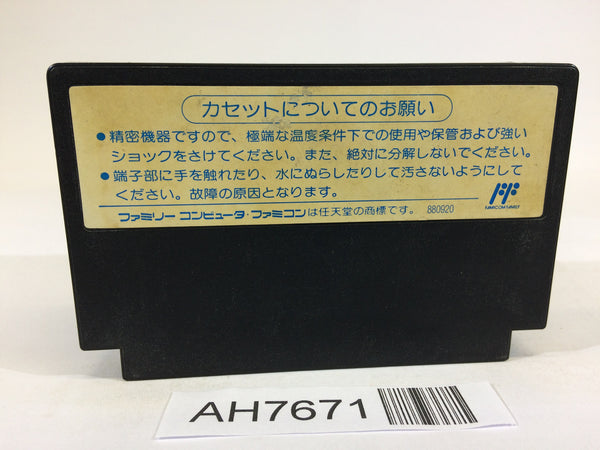 カセットについてのお願い
●精密機器ですので、極端な温度条件下での使用や保管および強い
ショックをさけてください。また、絶対に分解しないでください。
●端子部に手を触れたり、水にぬらしたりして汚さないようにして
ください。故障の原因となります。
ファミリー コンピュータ・ファミコンは任天堂の商標です。 880920
FAMICOM FAMILY
AH7671